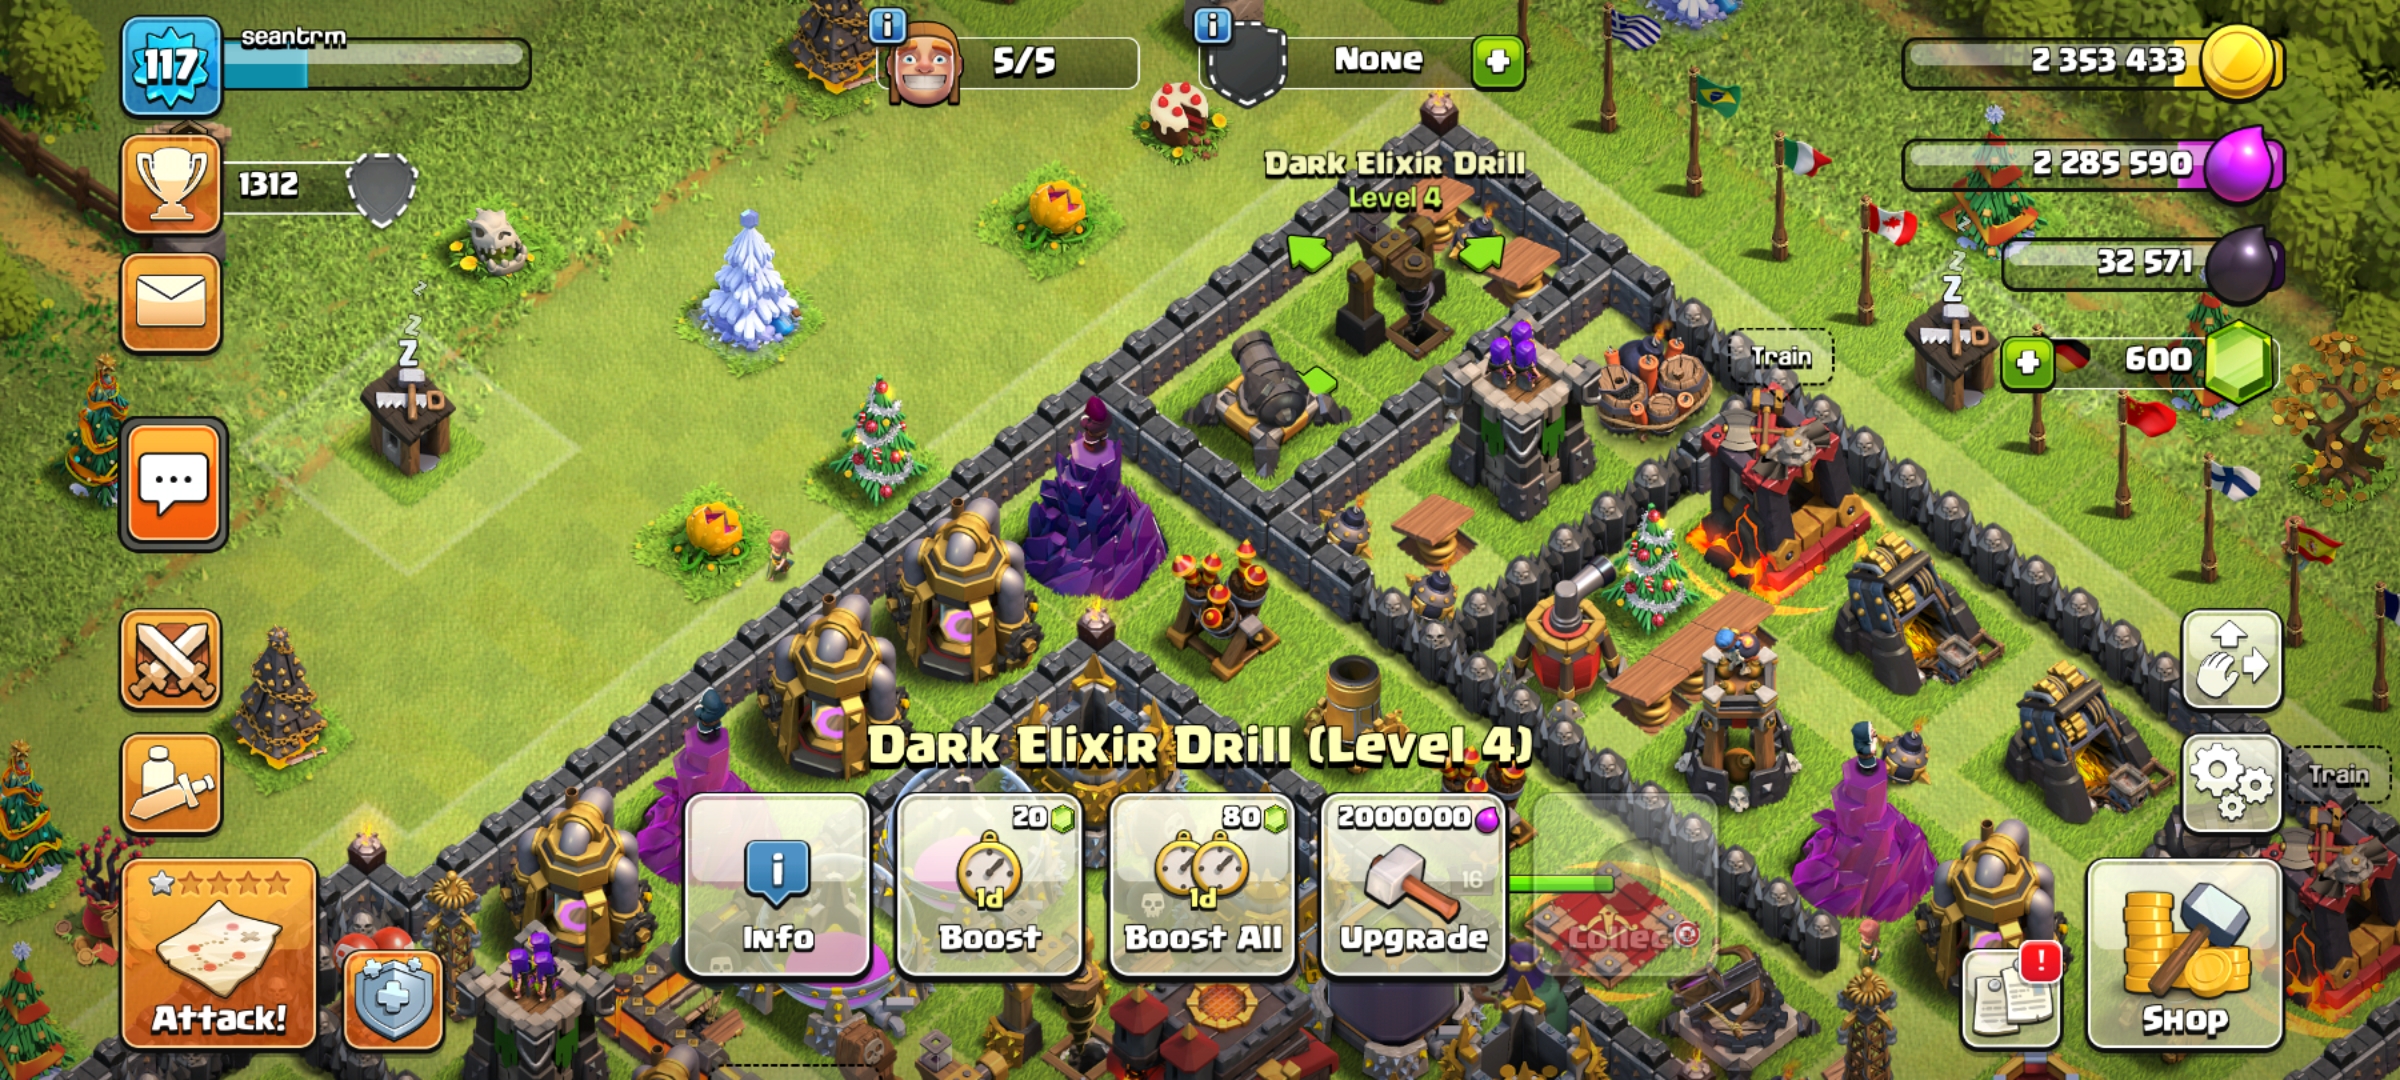 117
seantrm
5/5
None
2 353 433
1312
2 285 590
32 571
600
Dark Elixir Drill
Level 4
z
z
Z
z
z
Z
Train
Train
Dark Elixir Drill (Level 4)
Info
20
1d
Boost
80
1d
Boost All
2000000
Upgrade
16
Collect
Attack!
!
Shop